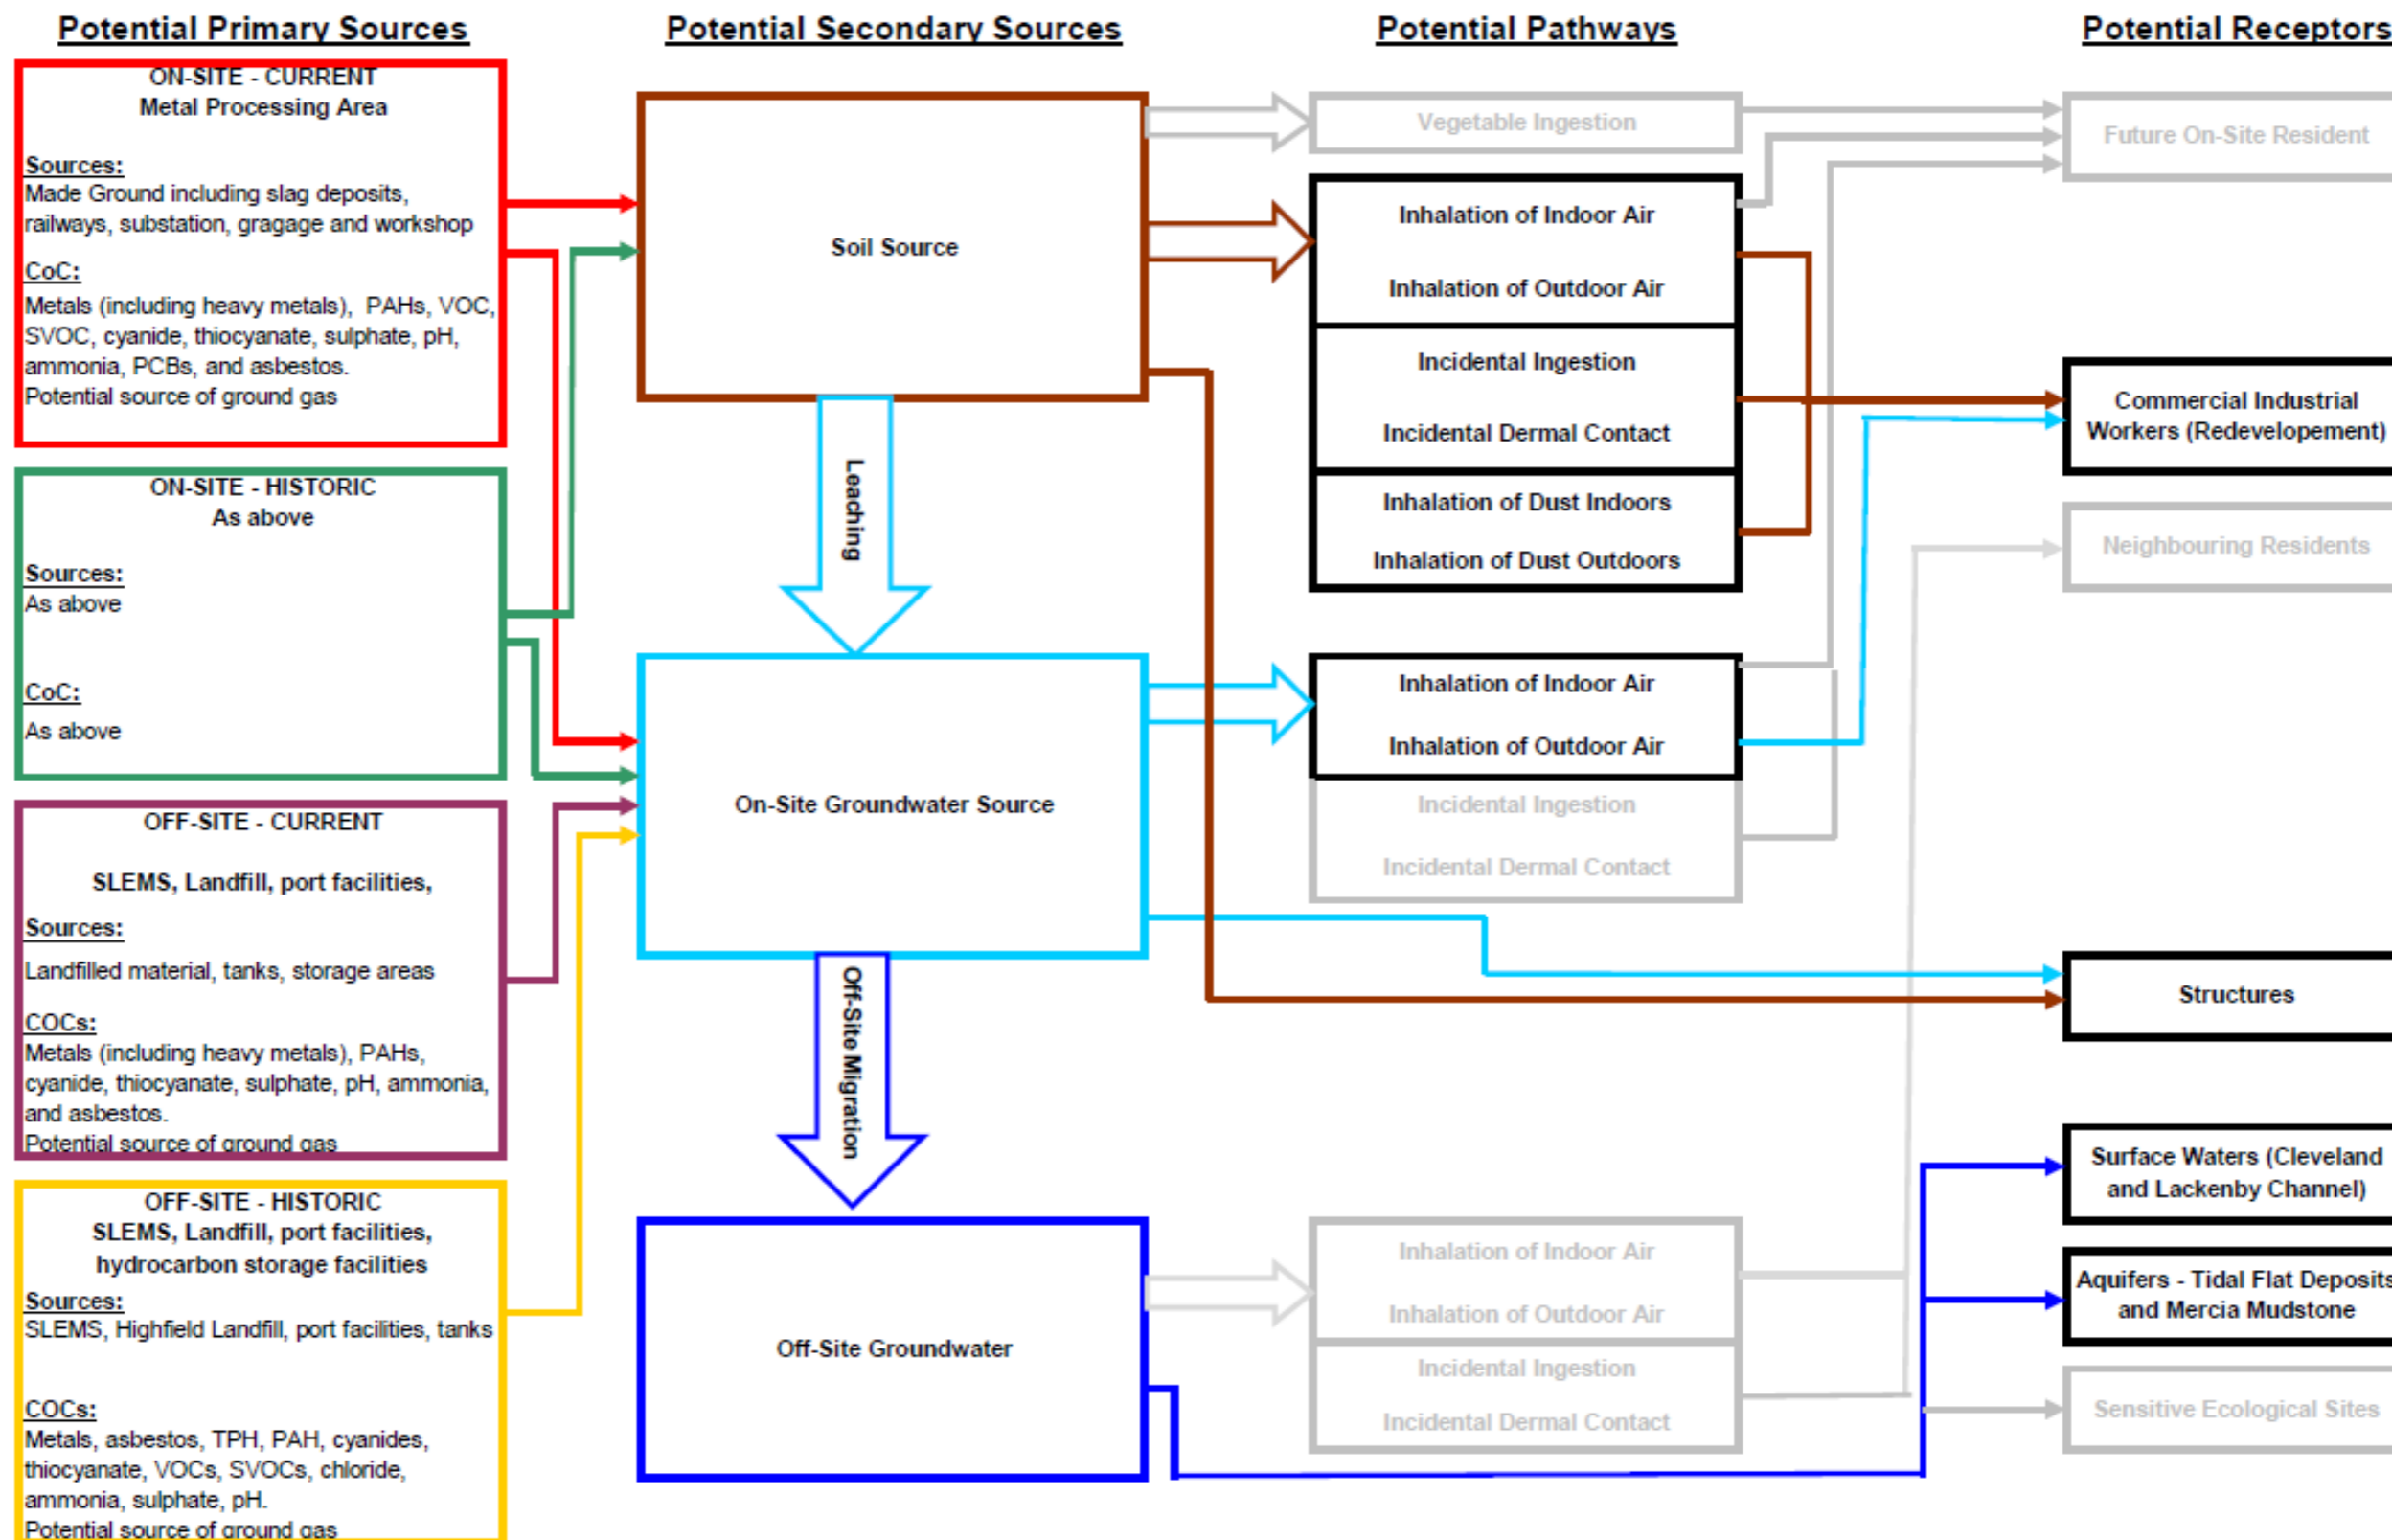 Potential Primary Sources
Potential Secondary Sources
Potential Pathways
Potential Receptors
ON-SITE - CURRENT
Metal Processing Area
Sources:
Made Ground including slag deposits,
railways, substation, gragage and workshop
CoC:
Metals (including heavy metals), PAHs, VOC,
SVOC, cyanide, thiocyanate, sulphate, pH,
ammonia, PCBs, and asbestos.
Potential source of ground gas
ON-SITE - HISTORIC
As above
Sources:
As above
CoC:
As above
OFF-SITE - CURRENT
SLEMS, Landfill, port facilities,
Sources:
Landfilled material, tanks, storage areas
COCs:
Metals (including heavy metals), PAHs,
cyanide, thiocyanate, sulphate, pH, ammonia,
and asbestos.
Potential source of ground gas
OFF-SITE - HISTORIC
SLEMS, Landfill, port facilities,
hydrocarbon storage facilities
Sources:
SLEMS, Highfield Landfill, port facilities, tanks
COCs:
Metals, asbestos, TPH, PAH, cyanides,
thiocyanate, VOCs, SVOCs, chloride,
ammonia, sulphate, pH.
Potential source of ground gas
Soil Source
Leaching
On-Site Groundwater Source
Off-Site Migration
Off-Site Groundwater
Vegetable Ingestion
Inhalation of Indoor Air
Inhalation of Outdoor Air
Incidental Ingestion
Incidental Dermal Contact
Inhalation of Dust Indoors
Inhalation of Dust Outdoors
Inhalation of Indoor Air
Inhalation of Outdoor Air
Incidental Ingestion
Incidental Dermal Contact
Inhalation of Indoor Air
Inhalation of Outdoor Air
Incidental Ingestion
Incidental Dermal Contact
Future On-Site Resident
Commercial Industrial
Workers (Redevelopement)
Neighbouring Residents
Structures
Surface Waters (Cleveland
and Lackenby Channel)
Aquifers - Tidal Flat Deposits
and Mercia Mudstone
Sensitive Ecological Sites